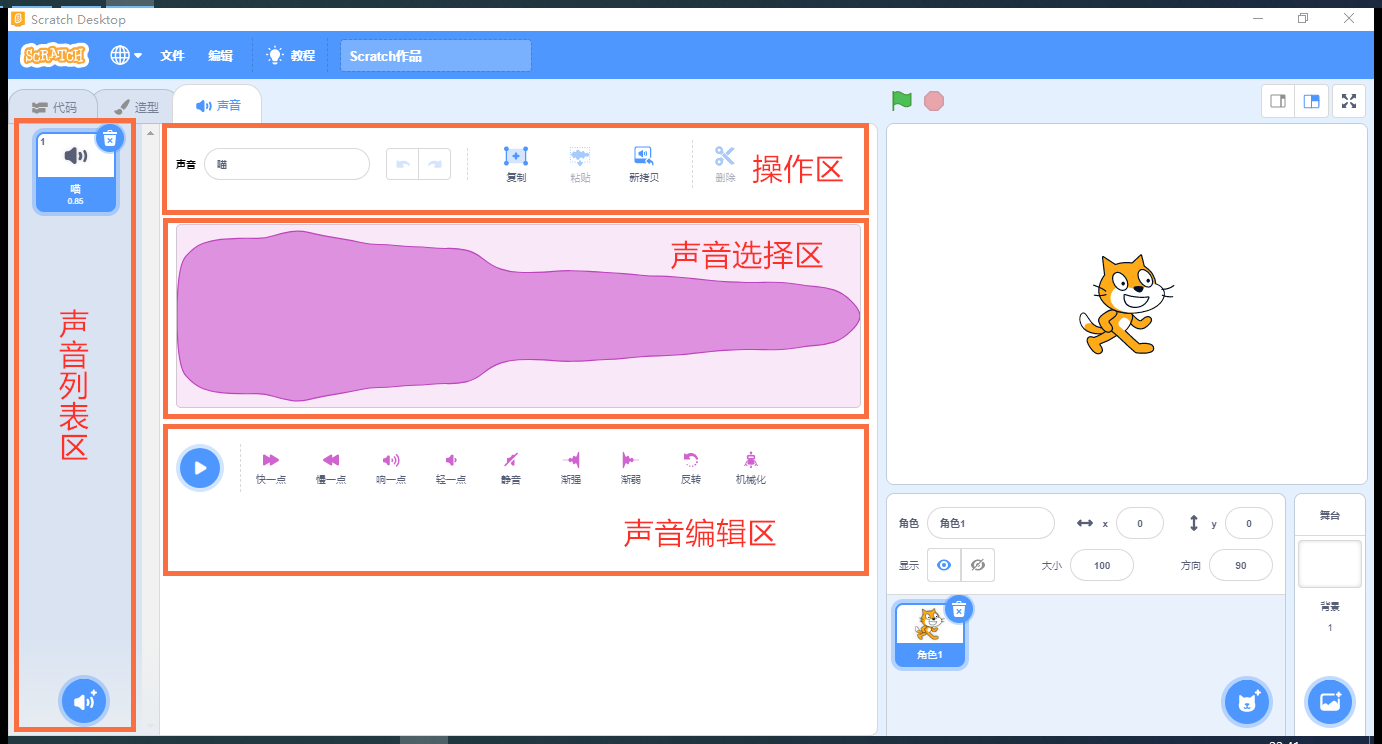 Scratch Desktop
SCRATCH
文件
编辑
教程
Scratch作品
代码
造型
声音
1
喵
0.85
声音列表区
声音
喵
复制
粘贴
新拷贝
删除
操作区
声音选择区
快一点
慢一点
响一点
轻一点
静音
渐强
渐弱
反转
机械化
声音编辑区
角色
角色1
x
0
y
0
显示
大小
100
方向
90
角色1
舞台
背景
1